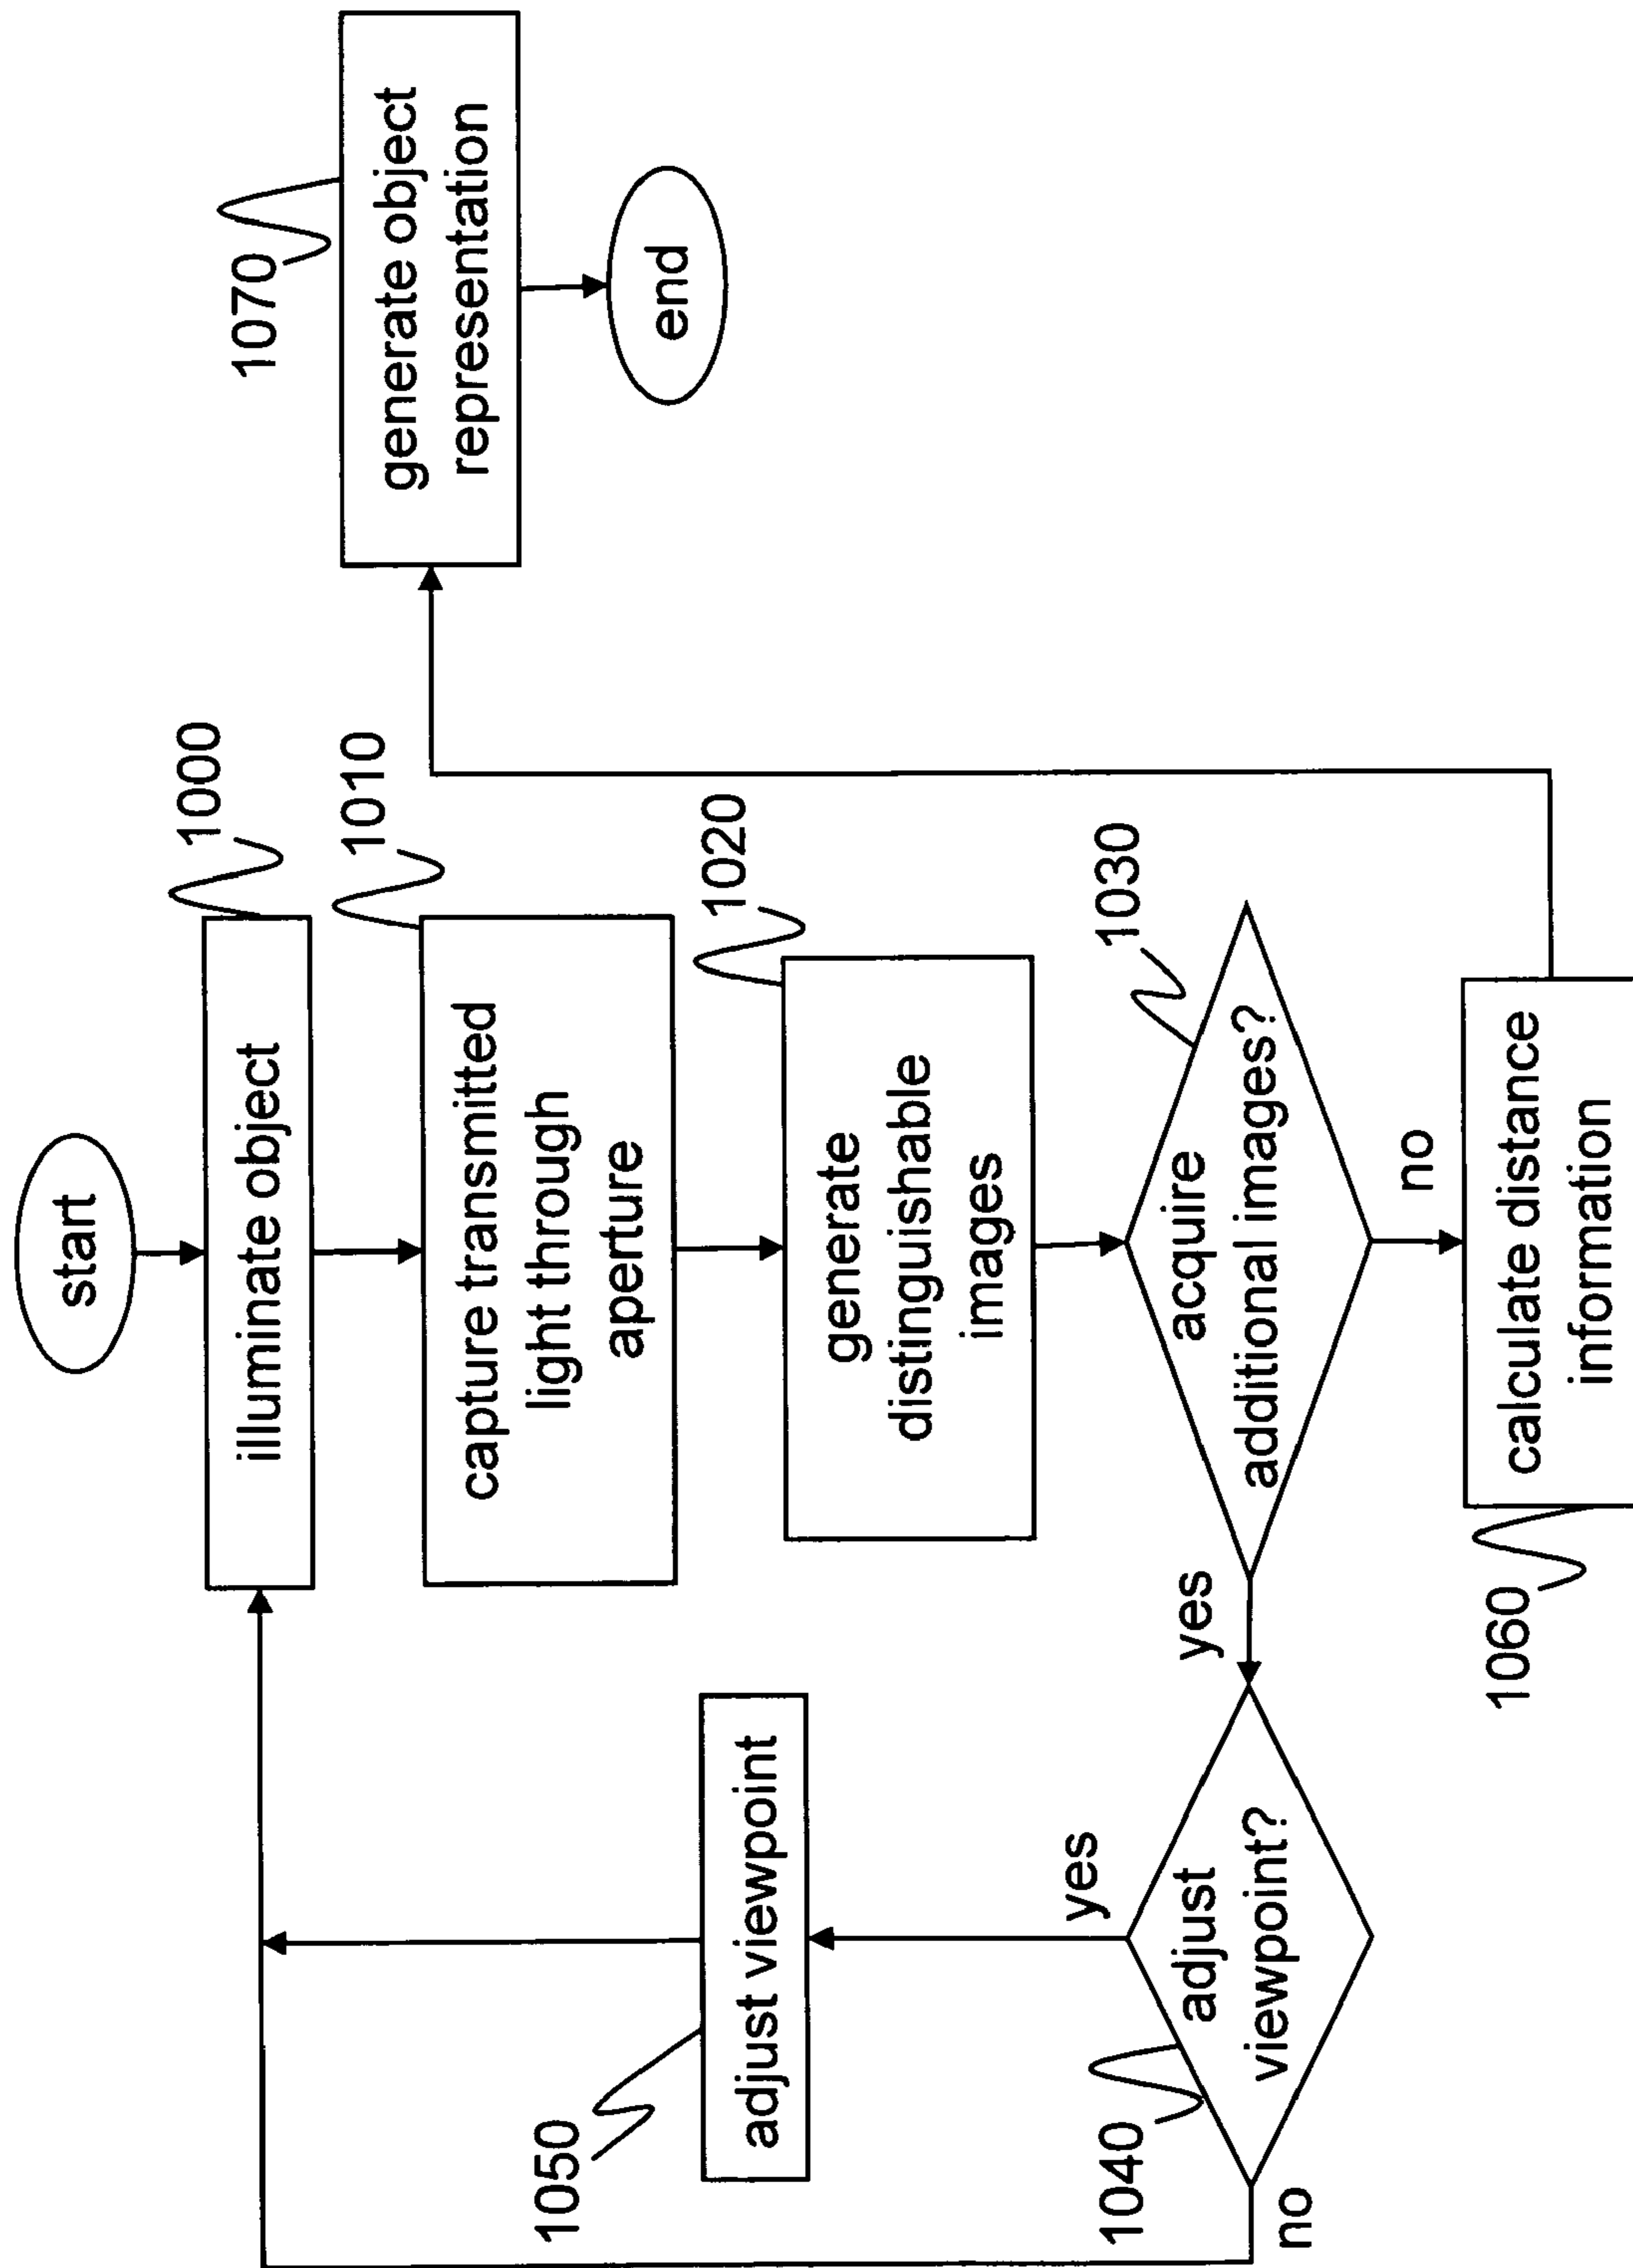 start
1000
illuminate object
1010
capture transmitted
light through
aperture
1020
generate
distinguishable
images
1030
acquire
additional images?
yes
no
1040
adjust
viewpoint?
yes
no
1050
adjust viewpoint
1060
calculate distance
information
1070
generate object
representation
end